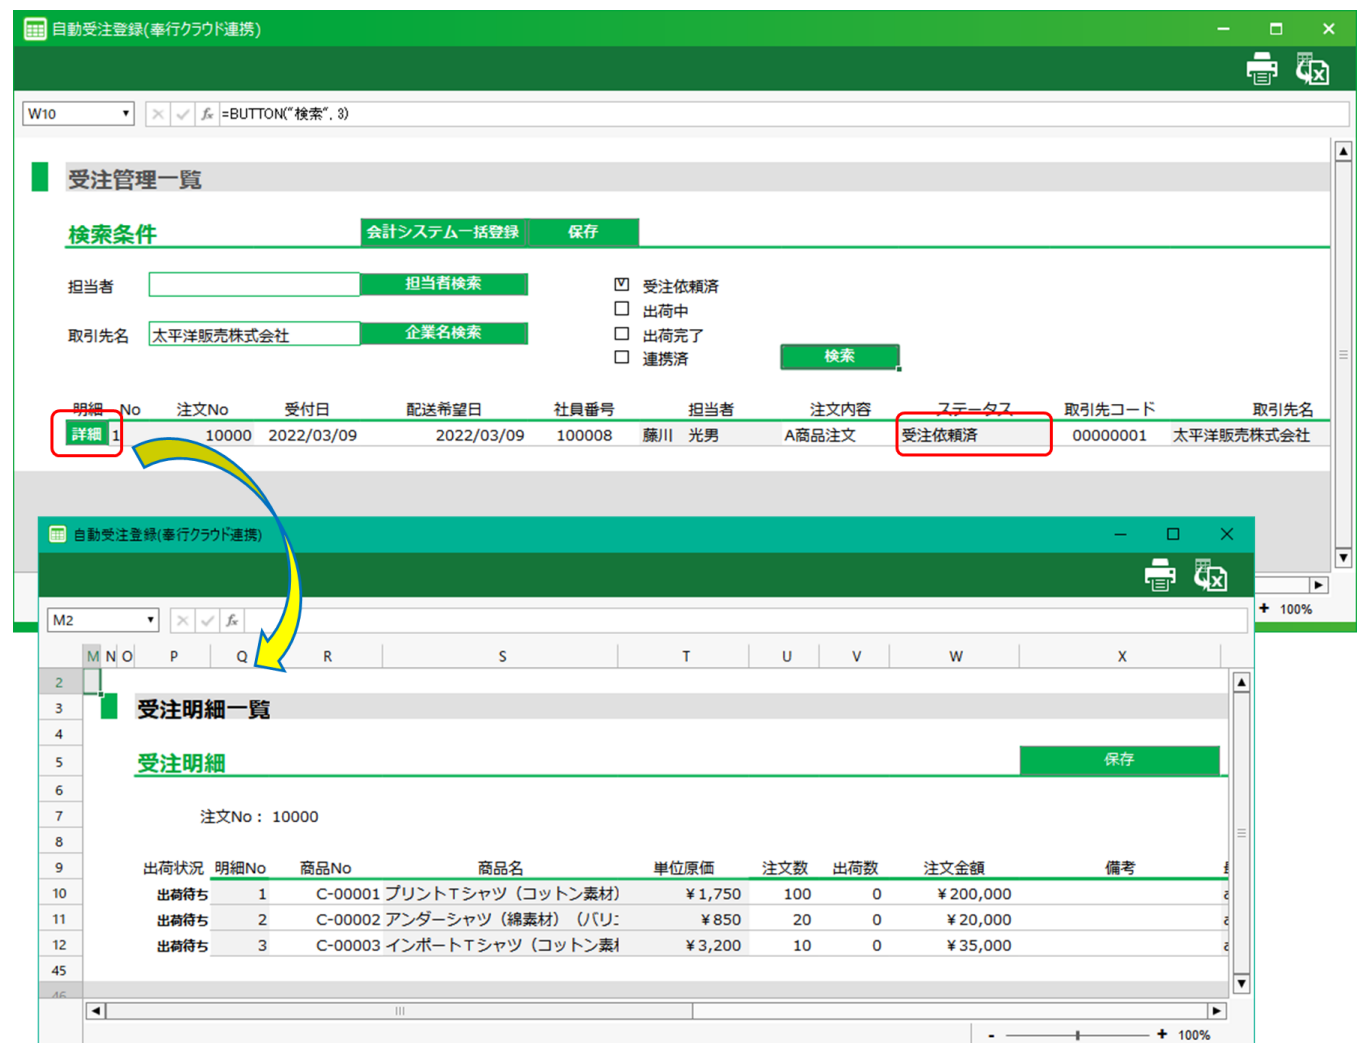 自動受注登録(奉行クラウド連携)
W10 fx =BUTTON("検索", 3)
受注管理一覧
検索条件 会計システム一括登録 保存
担当者 担当者検索 受注依頼済
出荷中
取引先名 太平洋販売株式会社 企業名検索 出荷完了
連携済 検索
明細 No 注文No 受付日 配送希望日 社員番号 担当者 注文内容 ステータス 取引先コード 取引先名
詳細 1 10000 2022/03/09 2022/03/09 100008 藤川 光男 A商品注文 受注依頼済 00000001 太平洋販売株式会社
+ 100%
自動受注登録(奉行クラウド連携)
M2 fx
M N O P Q R S T U V W X
2
3 受注明細一覧
4
5 受注明細 保存
6
7 注文No : 10000
8
9 出荷状況 明細No 商品No 商品名 単位原価 注文数 出荷数 注文金額 備考
10 出荷待ち 1 C-00001 プリントTシャツ（コットン素材） ¥1,750 100 0 ¥200,000
11 出荷待ち 2 C-00002 アンダーシャツ（綿素材）（バリ ¥850 20 0 ¥20,000
12 出荷待ち 3 C-00003 インポートTシャツ（コットン素 ¥3,200 10 0 ¥35,000
45
46
- + 100%